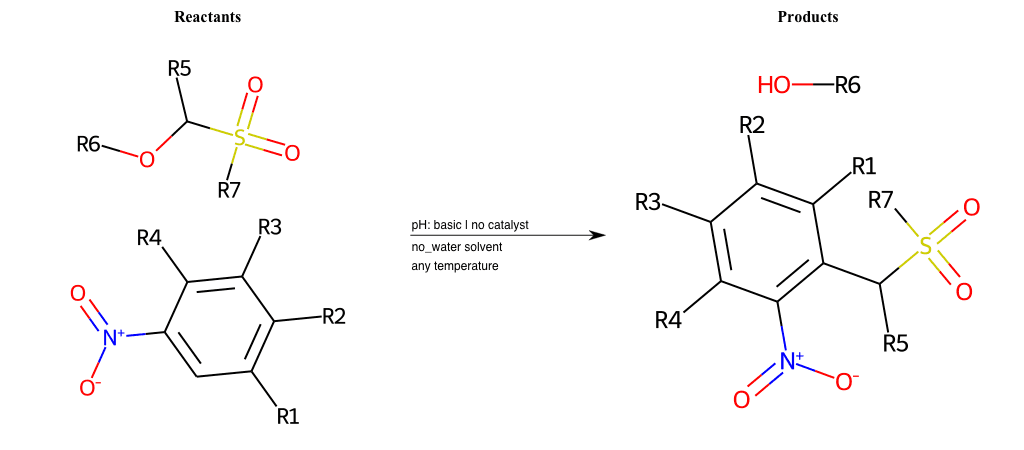 Reactants
Products
R5
O
HO R6
R6 O S O
R7
R2
R1
R3
R7 O
S
O
R5
R4
N+
O O-
R4 R3
O
N+
O-
R2
R1
pH: basic | no catalyst
no_water solvent
any temperature